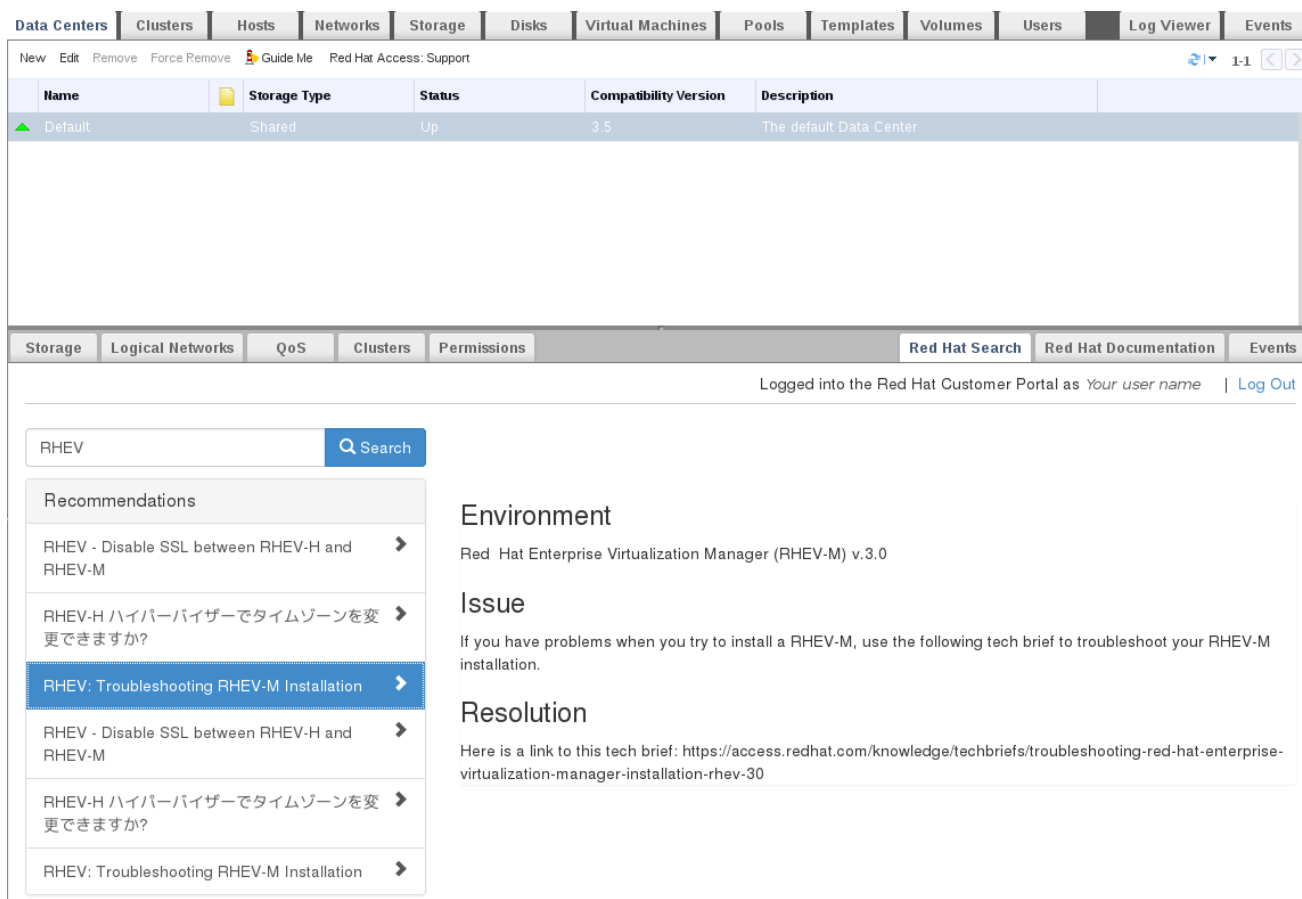 Data Centers Clusters Hosts Networks Storage Disks Virtual Machines Pools Templates Volumes Users Log Viewer Events
New Edit Remove Force Remove Guide Me Red Hat Access: Support 1-1
Name Storage Type Status Compatibility Version Description
Default Shared Up 3.5 The default Data Center
Storage Logical Networks QoS Clusters Permissions Red Hat Search Red Hat Documentation Events
Logged into the Red Hat Customer Portal as Your user name | Log Out
RHEV Search
Recommendations
RHEV - Disable SSL between RHEV-H and
RHEV-M
RHEV-H ハイパーバイザーでタイムゾーンを変
更できますか?
RHEV: Troubleshooting RHEV-M Installation
RHEV - Disable SSL between RHEV-H and
RHEV-M
RHEV-H ハイパーバイザーでタイムゾーンを変
更できますか?
RHEV: Troubleshooting RHEV-M Installation
Environment
Red Hat Enterprise Virtualization Manager (RHEV-M) v.3.0
Issue
If you have problems when you try to install a RHEV-M, use the following tech brief to troubleshoot your RHEV-M
installation.
Resolution
Here is a link to this tech brief: https://access.redhat.com/knowledge/techbriefs/troubleshooting-red-hat-enterprise-
virtualization-manager-installation-rhev-30